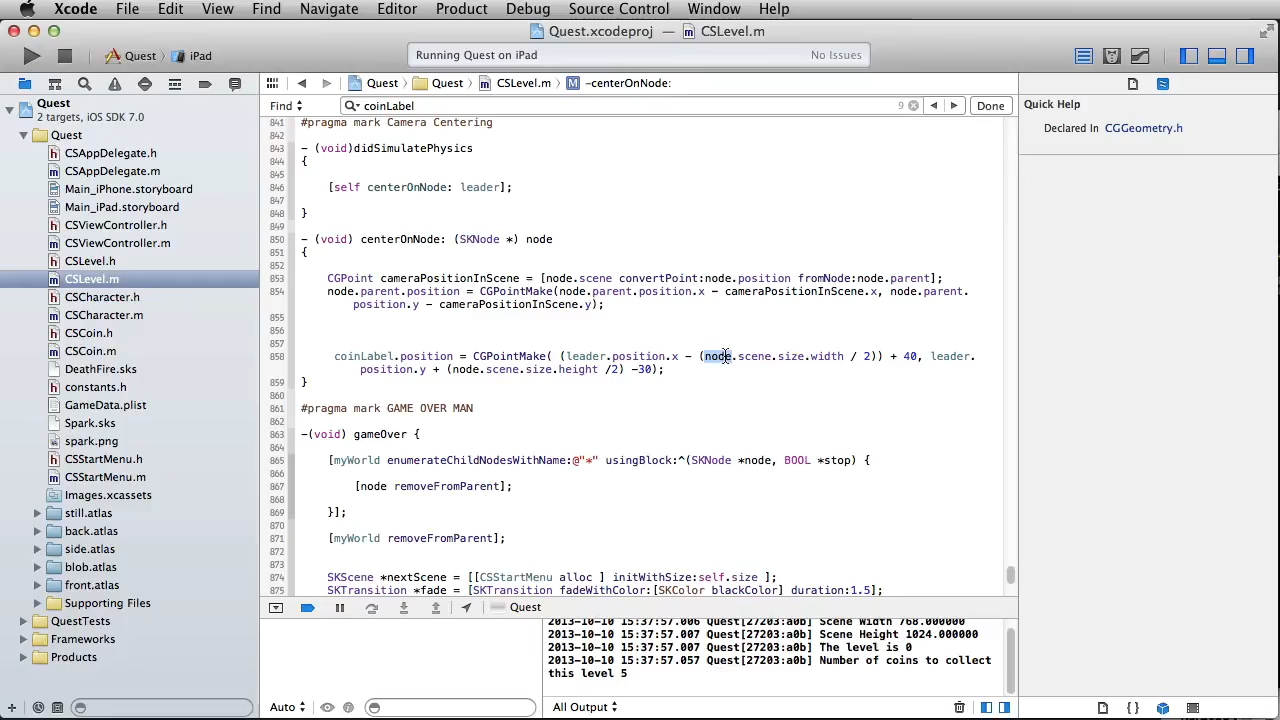 Xcode File Edit View Find Navigate Editor Product Debug Source Control Window Help
Quest.xcodeproj — CSLevel.m
Quest iPad
Running Quest on iPad No Issues
Quest Quest CSLevel.m M -centerOnNode:
Find coinLabel 9 Done
Quest
2 targets, iOS SDK 7.0
Quest
h CSAppDelegate.h
m CSAppDelegate.m
Main_iPhone.storyboard
Main_iPad.storyboard
h CSViewController.h
m CSViewController.m
h CSLevel.h
m CSLevel.m
h CSCharacter.h
m CSCharacter.m
h CSCoin.h
m CSCoin.m
DeathFire.sks
h constants.h
GameData.plist
Spark.sks
spark.png
h CSStartMenu.h
m CSStartMenu.m
Images.xcassets
still.atlas
back.atlas
side.atlas
blob.atlas
front.atlas
Supporting Files
QuestTests
Frameworks
Products
841 #pragma mark Camera Centering
842
843 - (void)didSimulatePhysics
844 {
845
846 [self centerOnNode: leader];
847
848 }
849
850 - (void) centerOnNode: (SKNode *) node
851 {
852
853 CGPoint cameraPositionInScene = [node.scene convertPoint:node.position fromNode:node.parent];
854 node.parent.position = CGPointMake(node.parent.position.x - cameraPositionInScene.x, node.parent.
position.y - cameraPositionInScene.y);
855
856
857
858 coinLabel.position = CGPointMake( (leader.position.x - (node.scene.size.width / 2)) + 40, leader.
position.y + (node.scene.size.height /2) -30);
859 }
860
861 #pragma mark GAME OVER MAN
862
863 -(void) gameOver {
864
865 [myWorld enumerateChildNodesWithName:@"*" usingBlock:^(SKNode *node, BOOL *stop) {
866
867 [node removeFromParent];
868
869 }];
870
871 [myWorld removeFromParent];
872
873
874 SKScene *nextScene = [[CSStartMenu alloc ] initWithSize:self.size ];
875 SKTransition *fade = [SKTransition fadeWithColor:[SKColor blackColor] duration:1.5];
Quick Help
Declared In CGGeometry.h
Quest
2013-10-10 15:37:57.006 Quest[27203:a0b] Scene Width 768.000000
2013-10-10 15:37:57.007 Quest[27203:a0b] Scene Height 1024.000000
2013-10-10 15:37:57.007 Quest[27203:a0b] The level is 0
2013-10-10 15:37:57.057 Quest[27203:a0b] Number of coins to collect
this level 5
Auto
All Output